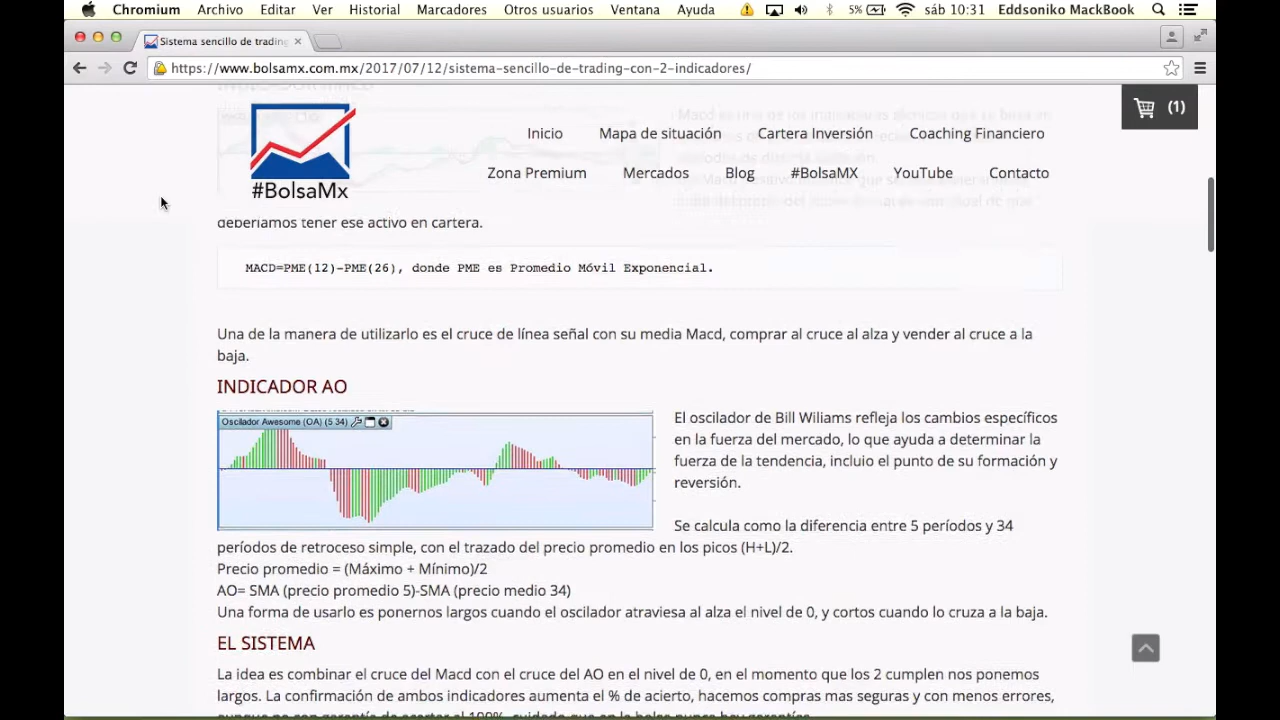 Chromium Archivo Editar Ver Historial Marcadores Otros usuarios Ventana Ayuda 5% sáb 10:31 Eddsoniko MacBook
Sistema sencillo de trading
https://www.bolsamx.com.mx/2017/07/12/sistema-sencillo-de-trading-con-2-indicadores/
(1)
Inicio Mapa de situación Cartera Inversión Coaching Financiero
Zona Premium Mercados Blog #BolsaMX YouTube Contacto
#BolsaMx
deberíamos tener ese activo en cartera.
MACD=PME(12)-PME(26), donde PME es Promedio Móvil Exponencial.
Una de la manera de utilizarlo es el cruce de línea señal con su media Macd, comprar al cruce al alza y vender al cruce a la
baja.
INDICADOR AO
Oscilador Awesome (OA) (5 34)
El oscilador de Bill Wiliams refleja los cambios específicos
en la fuerza del mercado, lo que ayuda a determinar la
fuerza de la tendencia, incluio el punto de su formación y
reversión.
Se calcula como la diferencia entre 5 períodos y 34
períodos de retroceso simple, con el trazado del precio promedio en los picos (H+L)/2.
Precio promedio = (Máximo + Mínimo)/2
AO= SMA (precio promedio 5)-SMA (precio medio 34)
Una forma de usarlo es ponernos largos cuando el oscilador atraviesa al alza el nivel de 0, y cortos cuando lo cruza a la baja.
EL SISTEMA
La idea es combinar el cruce del Macd con el cruce del AO en el nivel de 0, en el momento que los 2 cumplen nos ponemos
largos. La confirmación de ambos indicadores aumenta el % de acierto, hacemos compras mas seguras y con menos errores,